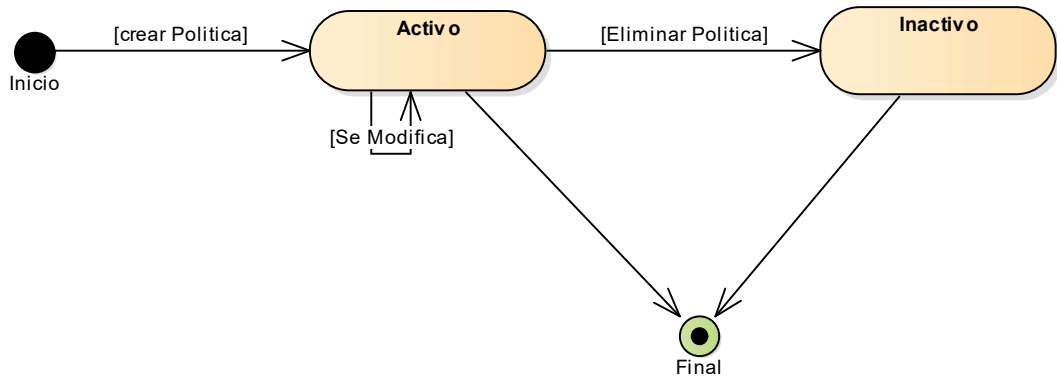 [crear Politica]
Activo
[Eliminar Politica]
Inactivo
Inicio
[Se Modifica]
Final